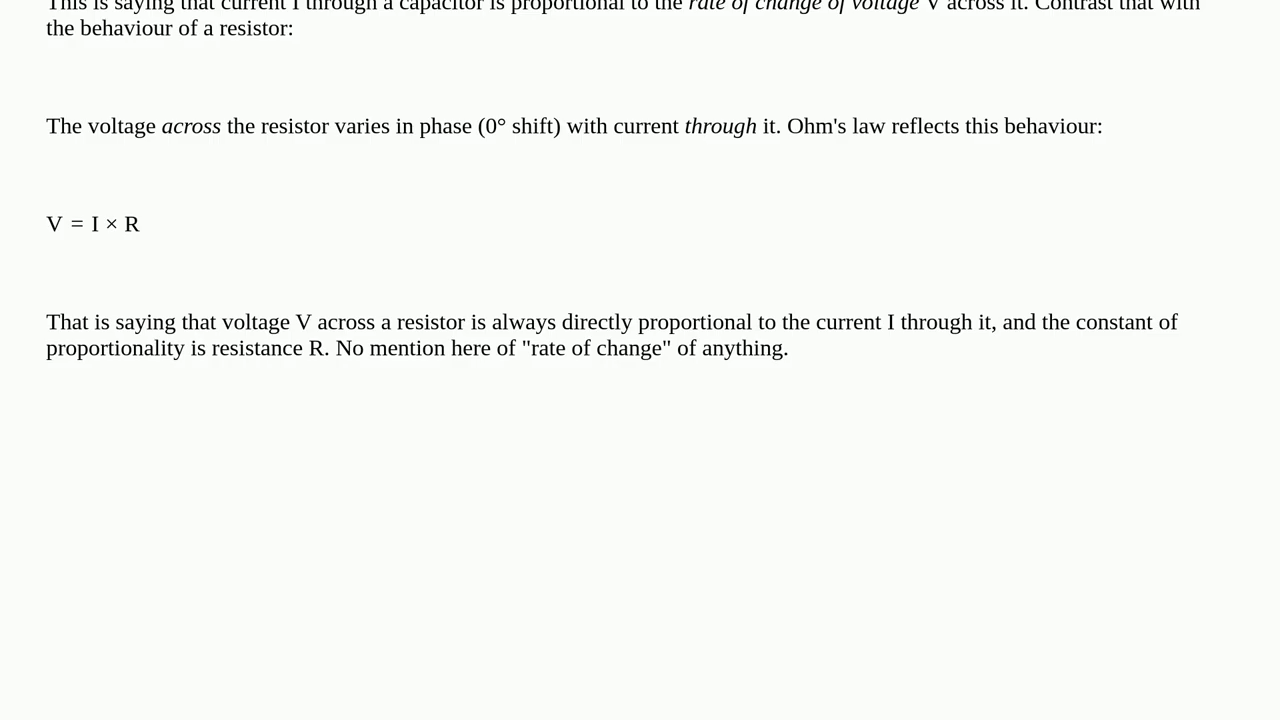 This is saying that current I through a capacitor is proportional to the rate of change of voltage V across it. Contrast that with
the behaviour of a resistor:
The voltage across the resistor varies in phase (0° shift) with current through it. Ohm's law reflects this behaviour:
V = I × R
That is saying that voltage V across a resistor is always directly proportional to the current I through it, and the constant of
proportionality is resistance R. No mention here of "rate of change" of anything.